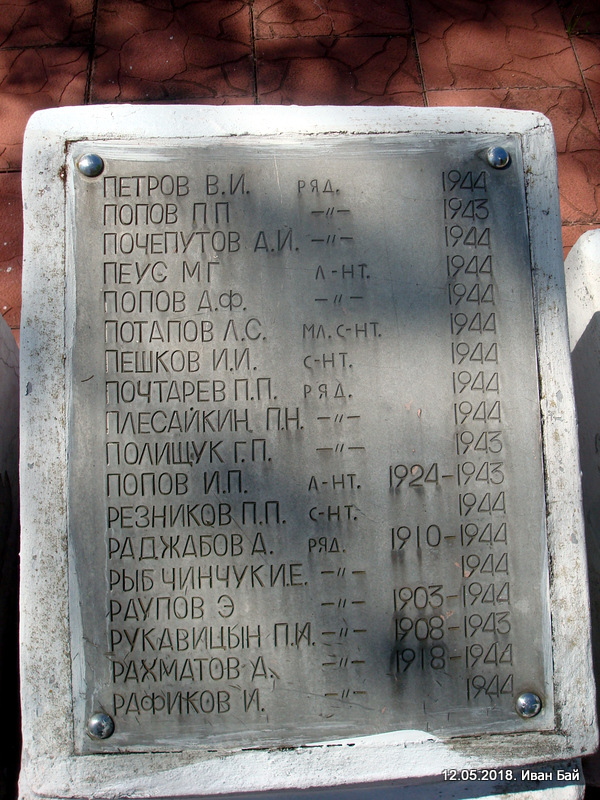 ПЕТРОВ В.И. РЯД. 1944
ПОПОВ П П —"— 1943
ПОЧЕПУТОВ А.Й. —"— 1944
ПЕУС М Г Л-НТ. 1944
ПОПОВ А.Ф. —"— 1944
ПОТАПОВ Л.С. МЛ. С-НТ. 1944
ПЕШКОВ И.И. С-НТ. 1944
ПОЧТАРЕВ П.П. РЯД. 1944
ПЛЕСАЙКИН П.Н. —"— 1944
ПОЛИЩУК Г.П. —"— 1943
ПОПОВ И.П. Л-НТ. 1924-1943
РЕЗНИКОВ П.П. С-НТ. 1944
РАДЖАБОВ А. РЯД. 1910-1944
РЫБЧИНЧУК И.Е. —"— 1944
РАУПОВ Э —"— 1903-1944
РУКАВИЦЫН П.И. —"— 1908-1943
РАХМАТОВ А. —"— 1918-1944
РАФИКОВ И. —"— 1944
12.05.2018. Иван Бай